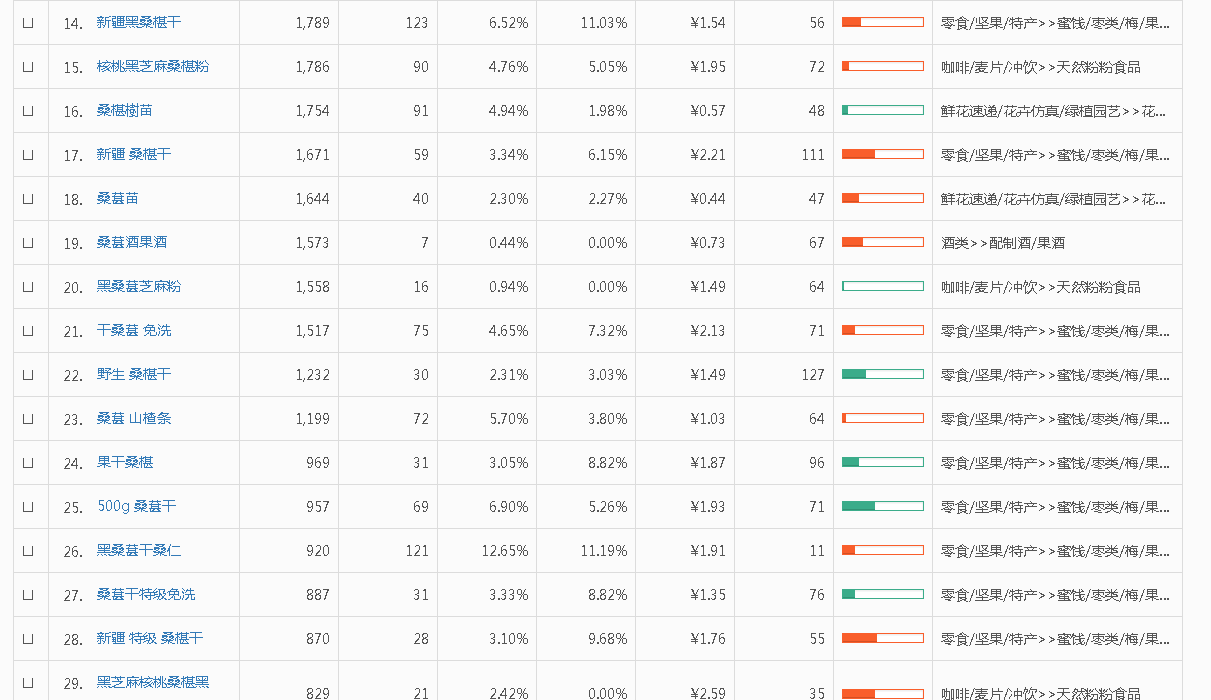 14. 新疆黑桑椹干 1,789 123 6.52% 11.03% ¥1.54 56 零食/坚果/特产>>蜜饯/枣类/梅/果...
15. 核桃黑芝麻桑椹粉 1,786 90 4.76% 5.05% ¥1.95 72 咖啡/麦片/冲饮>>天然粉粉食品
16. 桑椹樹苗 1,754 91 4.94% 1.98% ¥0.57 48 鲜花速递/花卉仿真/绿植园艺>>花...
17. 新疆 桑椹干 1,671 59 3.34% 6.15% ¥2.21 111 零食/坚果/特产>>蜜饯/枣类/梅/果...
18. 桑葚苗 1,644 40 2.30% 2.27% ¥0.44 47 鲜花速递/花卉仿真/绿植园艺>>花...
19. 桑葚酒果酒 1,573 7 0.44% 0.00% ¥0.73 67 酒类>>配制酒/果酒
20. 黑桑葚芝麻粉 1,558 16 0.94% 0.00% ¥1.49 64 咖啡/麦片/冲饮>>天然粉粉食品
21. 干桑葚 免洗 1,517 75 4.65% 7.32% ¥2.13 71 零食/坚果/特产>>蜜饯/枣类/梅/果...
22. 野生 桑椹干 1,232 30 2.31% 3.03% ¥1.49 127 零食/坚果/特产>>蜜饯/枣类/梅/果...
23. 桑葚 山楂条 1,199 72 5.70% 3.80% ¥1.03 64 零食/坚果/特产>>蜜饯/枣类/梅/果...
24. 果干桑椹 969 31 3.05% 8.82% ¥1.87 96 零食/坚果/特产>>蜜饯/枣类/梅/果...
25. 500g 桑葚干 957 69 6.90% 5.26% ¥1.93 71 零食/坚果/特产>>蜜饯/枣类/梅/果...
26. 黑桑葚干桑仁 920 121 12.65% 11.19% ¥1.91 11 零食/坚果/特产>>蜜饯/枣类/梅/果...
27. 桑葚干特级免洗 887 31 3.33% 8.82% ¥1.35 76 零食/坚果/特产>>蜜饯/枣类/梅/果...
28. 新疆 特级 桑椹干 870 28 3.10% 9.68% ¥1.76 55 零食/坚果/特产>>蜜饯/枣类/梅/果...
29. 黑芝麻核桃桑椹黑
829 21 2.42% 0.00% ¥2.59 35 咖啡/麦片/冲饮>>天然粉粉食品